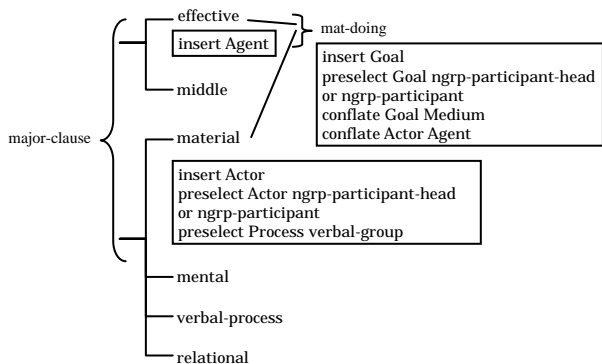 effective
mat-doing
insert Agent
insert Goal
preselect Goal ngrp-participant-head
or ngrp-participant
conflate Goal Medium
conflate Actor Agent
middle
major-clause
material
insert Actor
preselect Actor ngrp-participant-head
or ngrp-participant
preselect Process verbal-group
mental
verbal-process
relational